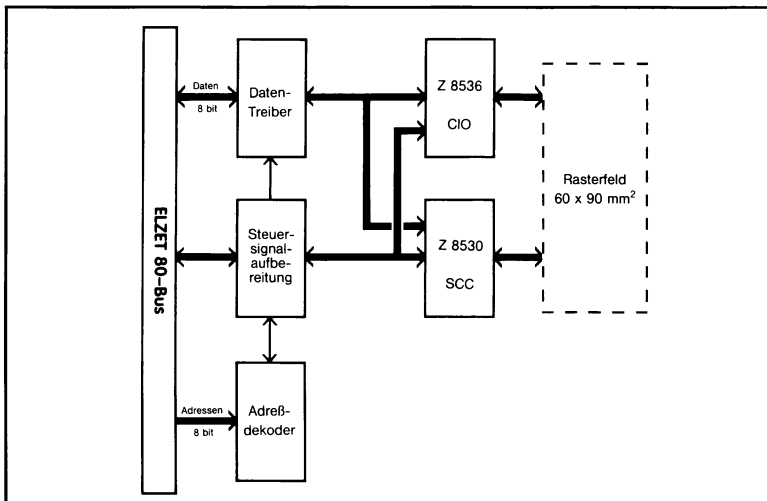 ELZET 80-Bus
Daten
8 bit
Daten-
Treiber
Z 8536
CIO
Rasterfeld
60 x 90 mm²
Steuer-
signal-
aufbe-
reitung
Z 8530
SCC
Adressen
8 bit
Adreß-
dekoder